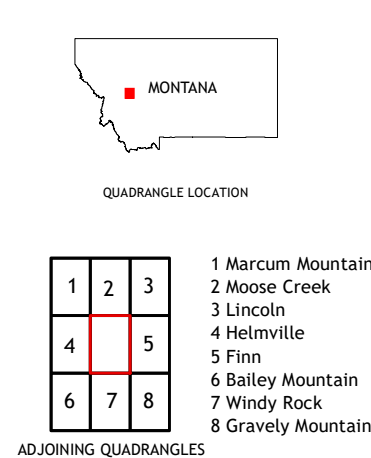 MONTANA
QUADRANGLE LOCATION
1 2 3
4 5
6 7 8
ADJOINING QUADRANGLES
1 Marcum Mountain
2 Moose Creek
3 Lincoln
4 Helmville
5 Finn
6 Bailey Mountain
7 Windy Rock
8 Gravely Mountain